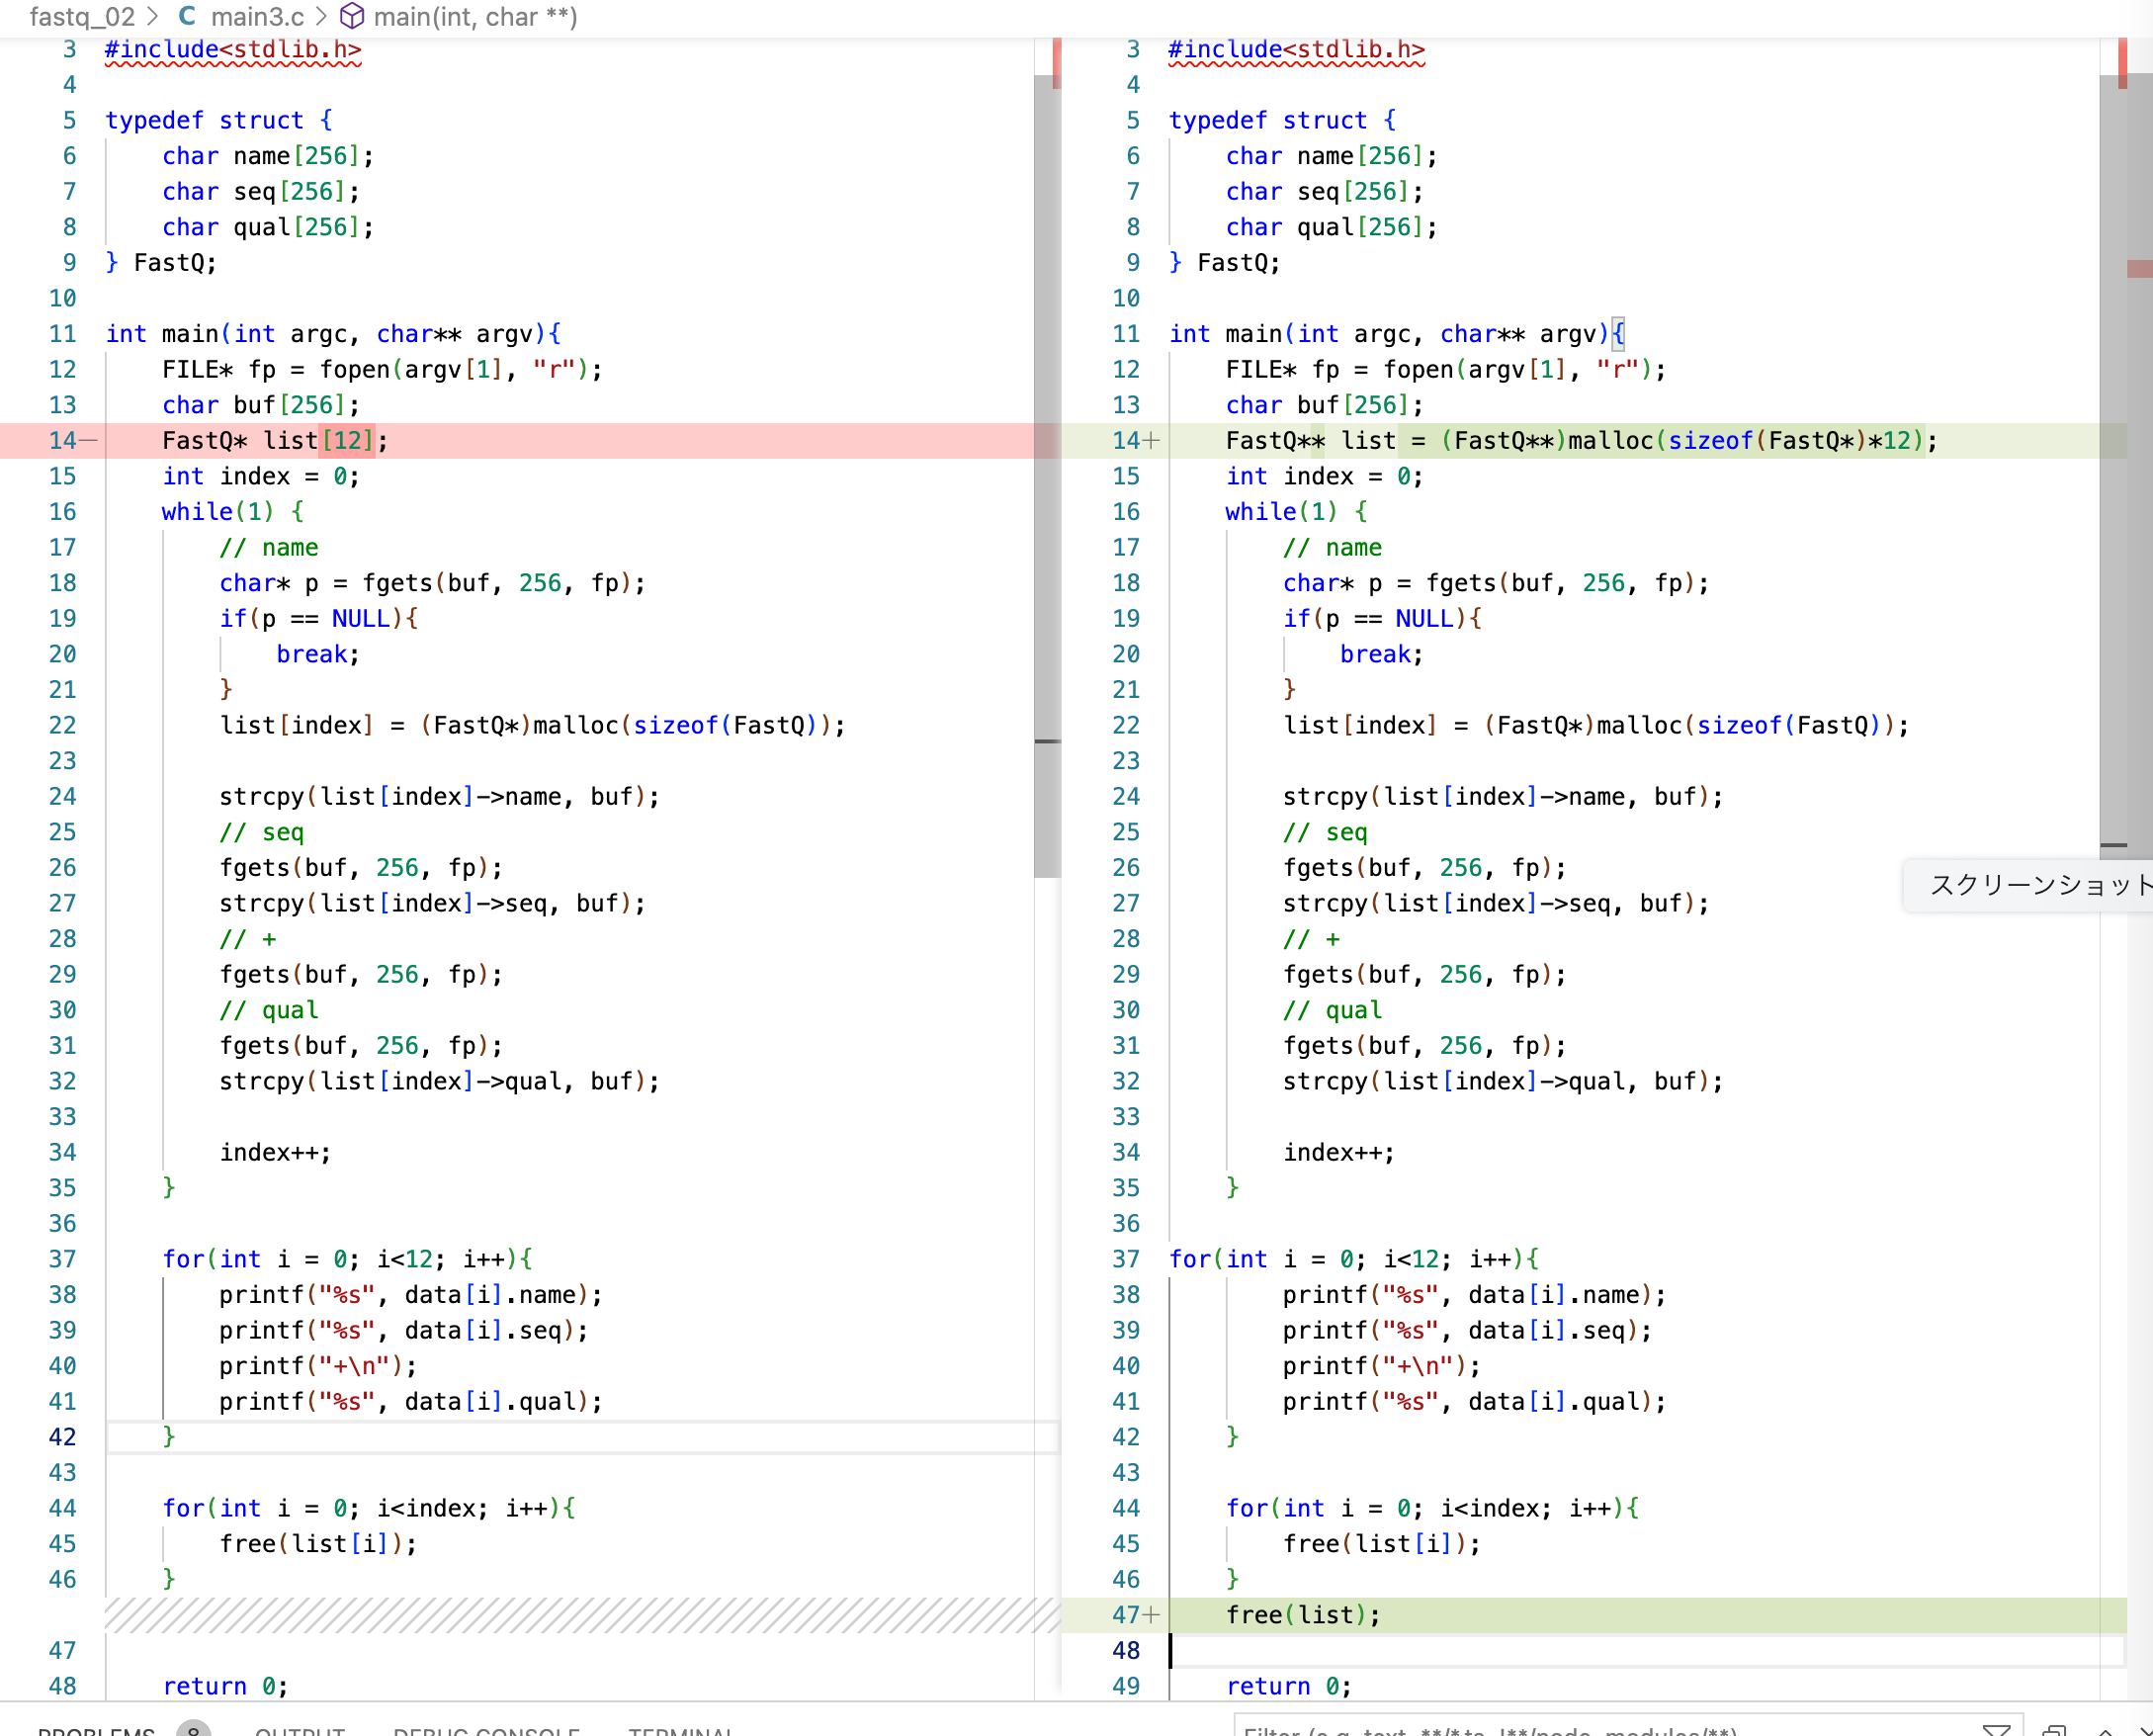 fastq_02 > C main3.c > main(int, char **)
3 #include<stdlib.h>
4
5 typedef struct {
6 char name[256];
7 char seq[256];
8 char qual[256];
9 } FastQ;
10
11 int main(int argc, char** argv){
12 FILE* fp = fopen(argv[1], "r");
13 char buf[256];
14— FastQ* list[12];
15 int index = 0;
16 while(1) {
17 // name
18 char* p = fgets(buf, 256, fp);
19 if(p == NULL){
20 break;
21 }
22 list[index] = (FastQ*)malloc(sizeof(FastQ));
23
24 strcpy(list[index]->name, buf);
25 // seq
26 fgets(buf, 256, fp);
27 strcpy(list[index]->seq, buf);
28 // +
29 fgets(buf, 256, fp);
30 // qual
31 fgets(buf, 256, fp);
32 strcpy(list[index]->qual, buf);
33
34 index++;
35 }
36
37 for(int i = 0; i<12; i++){
38 printf("%s", data[i].name);
39 printf("%s", data[i].seq);
40 printf("+\n");
41 printf("%s", data[i].qual);
42 }
43
44 for(int i = 0; i<index; i++){
45 free(list[i]);
46 }
47
48 return 0;
3 #include<stdlib.h>
4
5 typedef struct {
6 char name[256];
7 char seq[256];
8 char qual[256];
9 } FastQ;
10
11 int main(int argc, char** argv){
12 FILE* fp = fopen(argv[1], "r");
13 char buf[256];
14+ FastQ** list = (FastQ**)malloc(sizeof(FastQ*)*12);
15 int index = 0;
16 while(1) {
17 // name
18 char* p = fgets(buf, 256, fp);
19 if(p == NULL){
20 break;
21 }
22 list[index] = (FastQ*)malloc(sizeof(FastQ));
23
24 strcpy(list[index]->name, buf);
25 // seq
26 fgets(buf, 256, fp);
27 strcpy(list[index]->seq, buf);
28 // +
29 fgets(buf, 256, fp);
30 // qual
31 fgets(buf, 256, fp);
32 strcpy(list[index]->qual, buf);
33
34 index++;
35 }
36
37 for(int i = 0; i<12; i++){
38 printf("%s", data[i].name);
39 printf("%s", data[i].seq);
40 printf("+\n");
41 printf("%s", data[i].qual);
42 }
43
44 for(int i = 0; i<index; i++){
45 free(list[i]);
46 }
47+ free(list);
48
49 return 0;
スクリーンショット
PROBLEMS 8 OUTPUT DEBUG CONSOLE TERMINAL
Filter (e.g. text, **/*.ts, !**/node_modules/**)